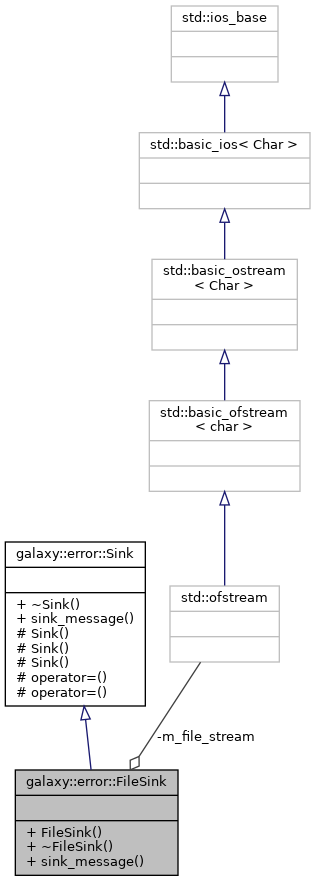 std::ios_base
std::basic_ios< Char >
std::basic_ostream
< Char >
std::basic_ofstream
< char >
galaxy::error::Sink
+ ~Sink()
+ sink_message()
# Sink()
# Sink()
# Sink()
# operator=()
# operator=()
std::ofstream
-m_file_stream
galaxy::error::FileSink
+ FileSink()
+ ~FileSink()
+ sink_message()